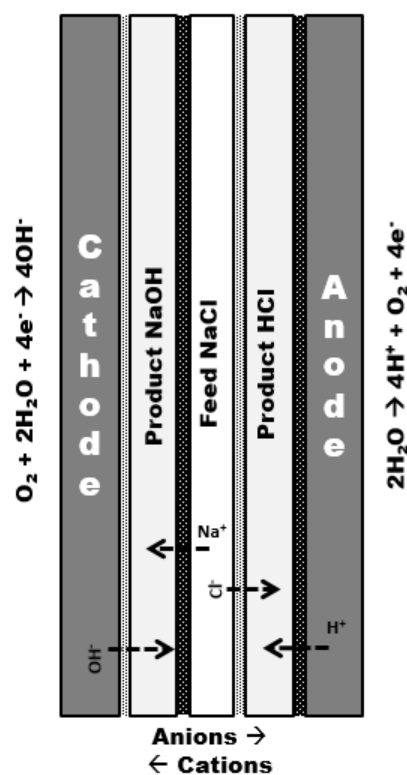 O₂ + 2H₂O + 4e⁻ → 4OH⁻
Cathode
Product NaOH
Feed NaCl
Product HCl
Anode
2H₂O → 4H⁺ + O₂ + 4e⁻
Na⁺
Cl⁻
OH⁻
H⁺
Anions →
← Cations